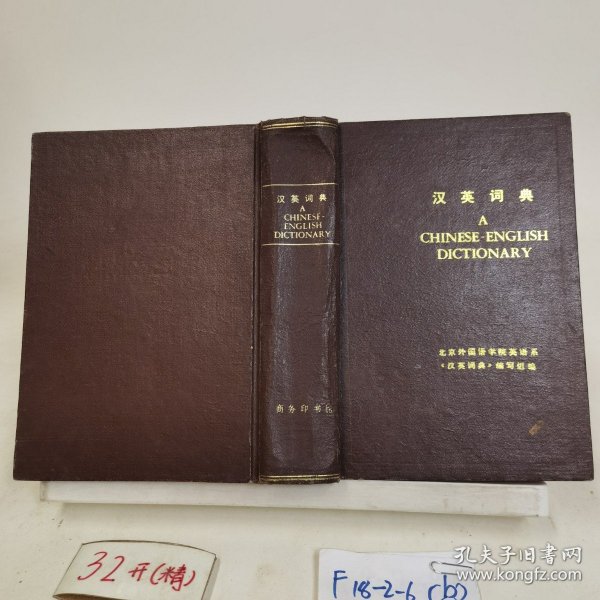 汉英词典
A
CHINESE-
ENGLISH
DICTIONARY
商务印书馆
汉英词典
A
CHINESE-ENGLISH
DICTIONARY
北京外国语学院英语系
《汉英词典》编写组编
32开(精)
F18-2-6(b)
孔夫子旧书网
www.kongfz.com